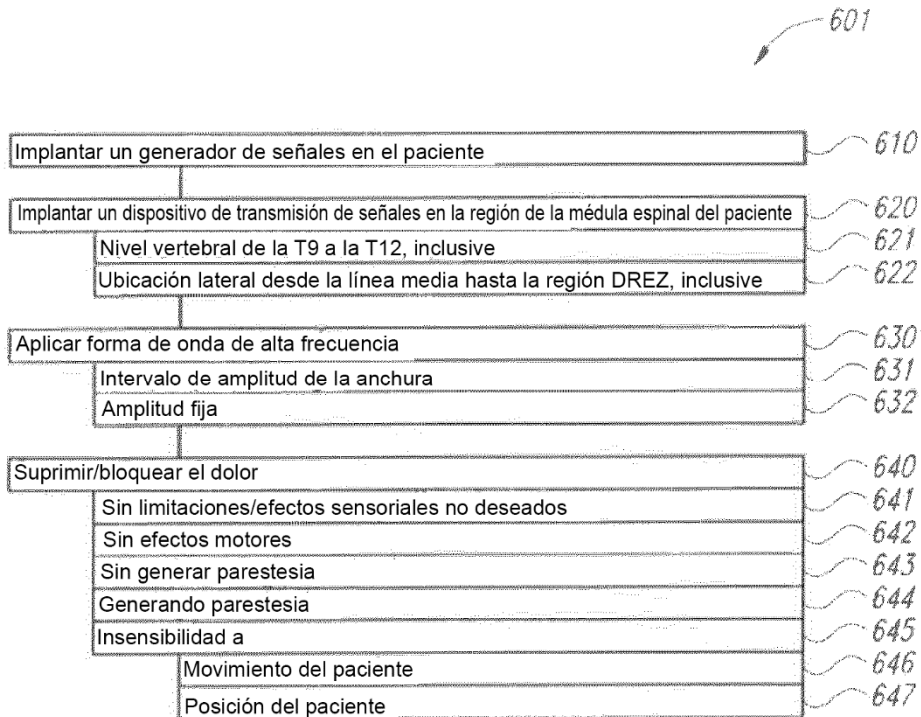 601
Implantar un generador de señales en el paciente 610
Implantar un dispositivo de transmisión de señales en la región de la médula espinal del paciente 620
Nivel vertebral de la T9 a la T12, inclusive 621
Ubicación lateral desde la línea media hasta la región DREZ, inclusive 622
Aplicar forma de onda de alta frecuencia 630
Intervalo de amplitud de la anchura 631
Amplitud fija 632
Suprimir/bloquear el dolor 640
Sin limitaciones/efectos sensoriales no deseados 641
Sin efectos motores 642
Sin generar parestesia 643
Generando parestesia 644
Insensibilidad a 645
Movimiento del paciente 646
Posición del paciente 647